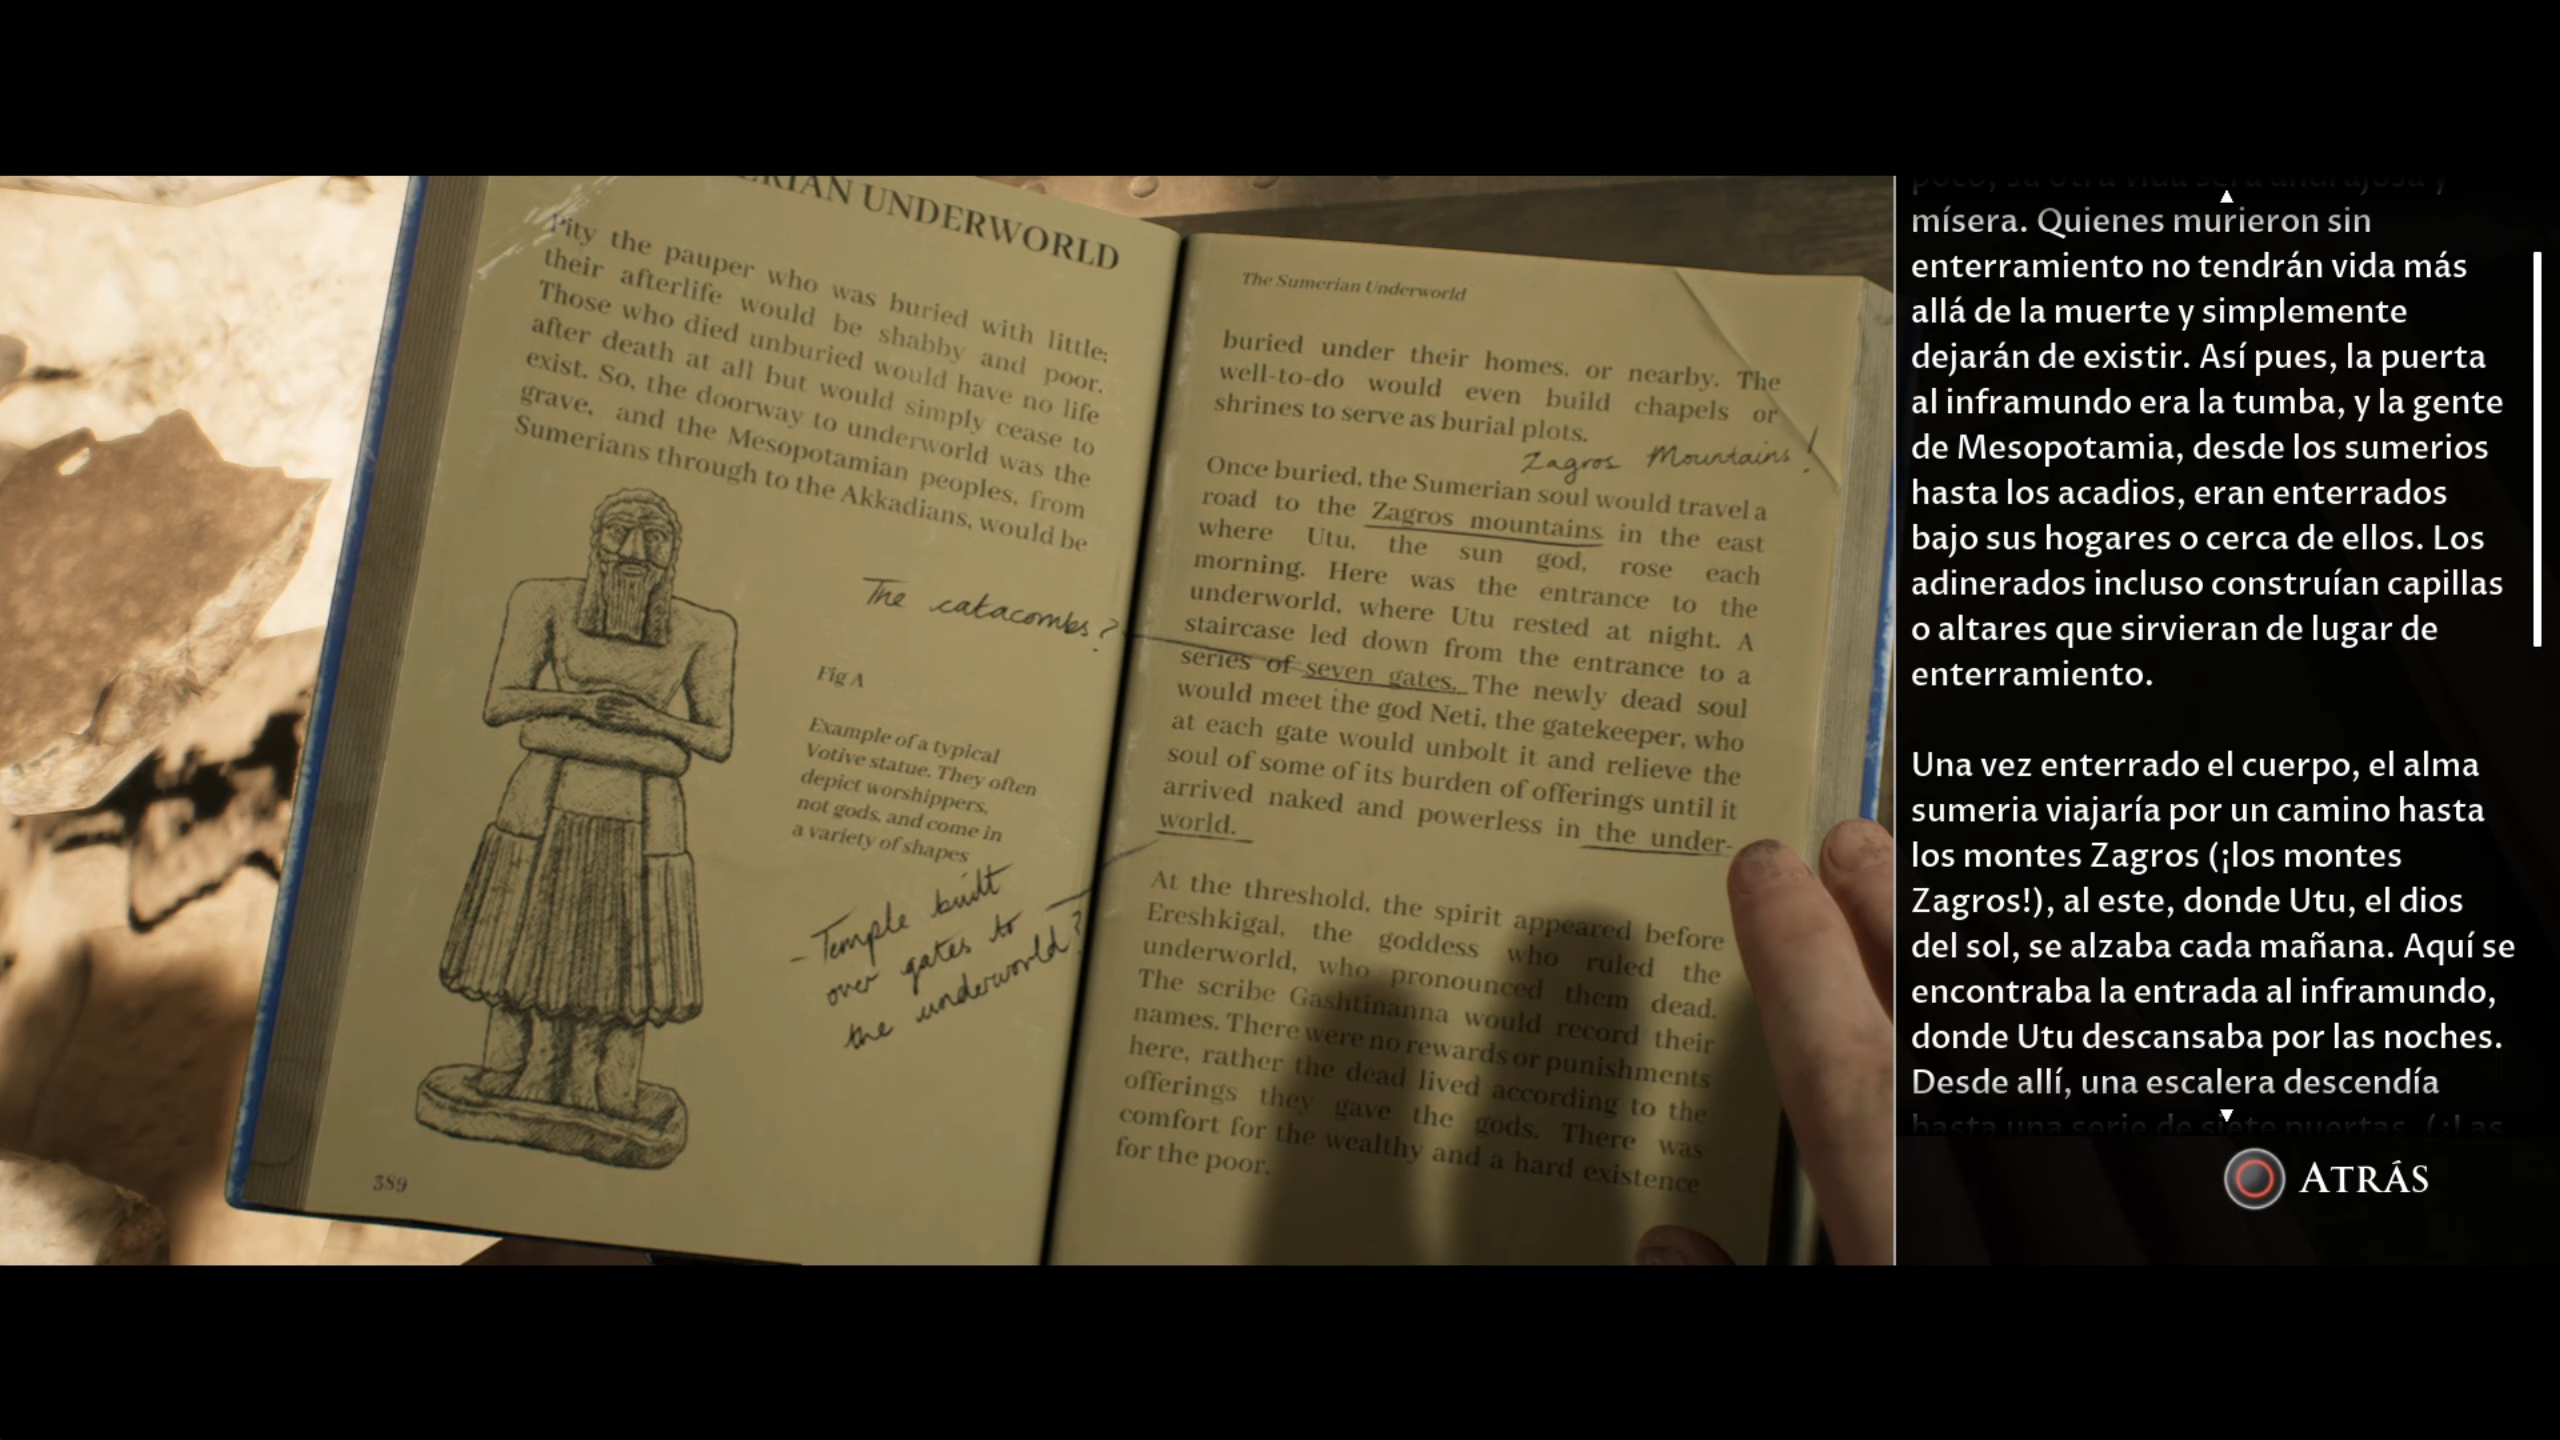 ERIAN UNDERWORLD
Pity the pauper who was buried with little;
their afterlife would be shabby and poor.
Those who died unburied would have no life
after death at all but would simply cease to
exist. So, the doorway to underworld was the
grave, and the Mesopotamian peoples, from
Sumerians through to the Akkadians, would be
The catacombs?
Fig A
Example of a typical
Votive statue. They often
depict worshippers,
not gods, and come in
a variety of shapes
- Temple built
over gates to
the underworld?
389
The Sumerian Underworld
buried under their homes, or nearby. The
well-to-do would even build chapels or
shrines to serve as burial plots.
Zagros Mountains!
Once buried, the Sumerian soul would travel a
road to the Zagros mountains in the east
where Utu, the sun god, rose each
morning. Here was the entrance to the
underworld, where Utu rested at night. A
staircase led down from the entrance to a
series of seven gates. The newly dead soul
would meet the god Neti, the gatekeeper, who
at each gate would unbolt it and relieve the
soul of some of its burden of offerings until it
arrived naked and powerless in the under-
world.
At the threshold, the spirit appeared before
Ereshkigal, the goddess who ruled the
underworld, who pronounced them dead.
The scribe Gashtinanna would record their
names. There were no rewards or punishments
here, rather the dead lived according to the
offerings they gave the gods. There was
comfort for the wealthy and a hard existence
for the poor.
poco, su otra vida será andrajosa y
mísera. Quienes murieron sin
enterramiento no tendrán vida más
allá de la muerte y simplemente
dejarán de existir. Así pues, la puerta
al inframundo era la tumba, y la gente
de Mesopotamia, desde los sumerios
hasta los acadios, eran enterrados
bajo sus hogares o cerca de ellos. Los
adinerados incluso construían capillas
o altares que sirvieran de lugar de
enterramiento.
Una vez enterrado el cuerpo, el alma
sumeria viajaría por un camino hasta
los montes Zagros (¡los montes
Zagros!), al este, donde Utu, el dios
del sol, se alzaba cada mañana. Aquí se
encontraba la entrada al inframundo,
donde Utu descansaba por las noches.
Desde allí, una escalera descendía
hasta una serie de siete puertas. (¿Las
ATRÁS